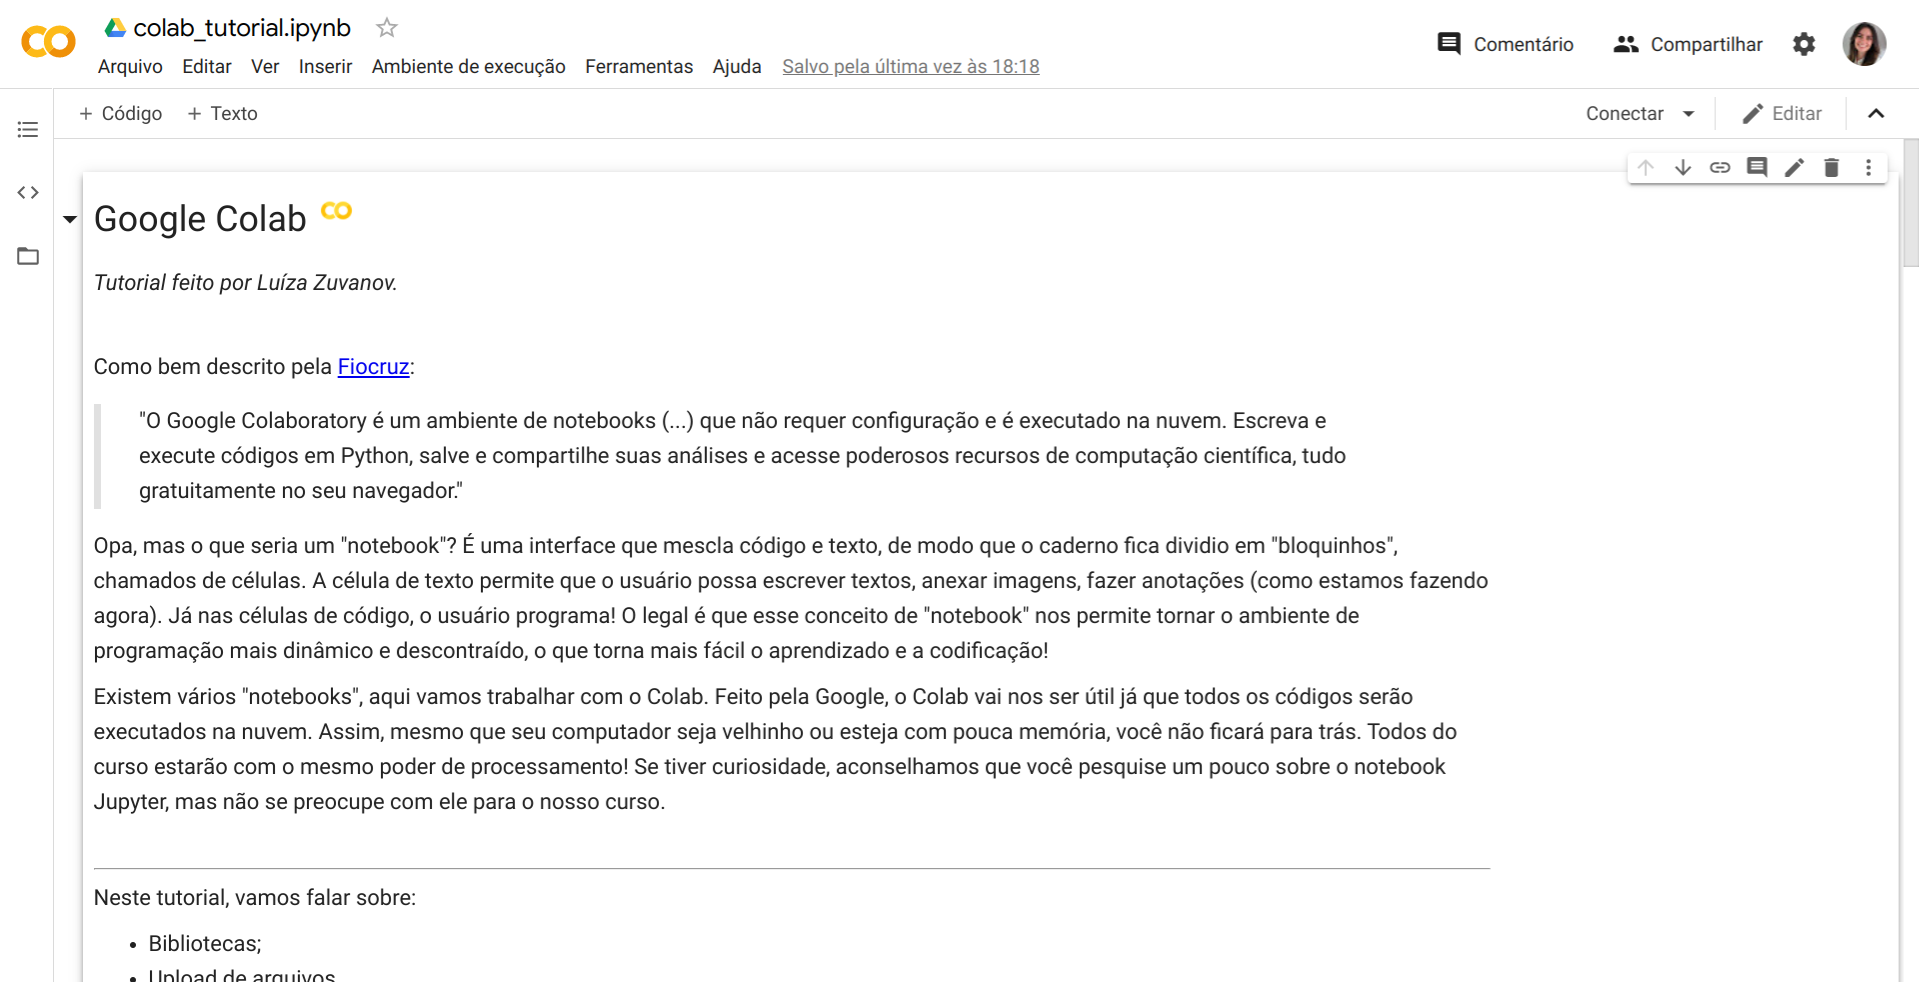 colab_tutorial.ipynb
Arquivo Editar Ver Inserir Ambiente de execução Ferramentas Ajuda Salvo pela última vez às 18:18
Comentário Compartilhar
+ Código + Texto
Conectar Editar
Google Colab
Tutorial feito por Luíza Zuvanov.
Como bem descrito pela Fiocruz:
"O Google Colaboratory é um ambiente de notebooks (...) que não requer configuração e é executado na nuvem. Escreva e
execute códigos em Python, salve e compartilhe suas análises e acesse poderosos recursos de computação científica, tudo
gratuitamente no seu navegador."
Opa, mas o que seria um "notebook"? É uma interface que mescla código e texto, de modo que o caderno fica dividio em "bloquinhos",
chamados de células. A célula de texto permite que o usuário possa escrever textos, anexar imagens, fazer anotações (como estamos fazendo
agora). Já nas células de código, o usuário programa! O legal é que esse conceito de "notebook" nos permite tornar o ambiente de
programação mais dinâmico e descontraído, o que torna mais fácil o aprendizado e a codificação!
Existem vários "notebooks", aqui vamos trabalhar com o Colab. Feito pela Google, o Colab vai nos ser útil já que todos os códigos serão
executados na nuvem. Assim, mesmo que seu computador seja velhinho ou esteja com pouca memória, você não ficará para trás. Todos do
curso estarão com o mesmo poder de processamento! Se tiver curiosidade, aconselhamos que você pesquise um pouco sobre o notebook
Jupyter, mas não se preocupe com ele para o nosso curso.
Neste tutorial, vamos falar sobre:
• Bibliotecas;
• Upload de arquivos